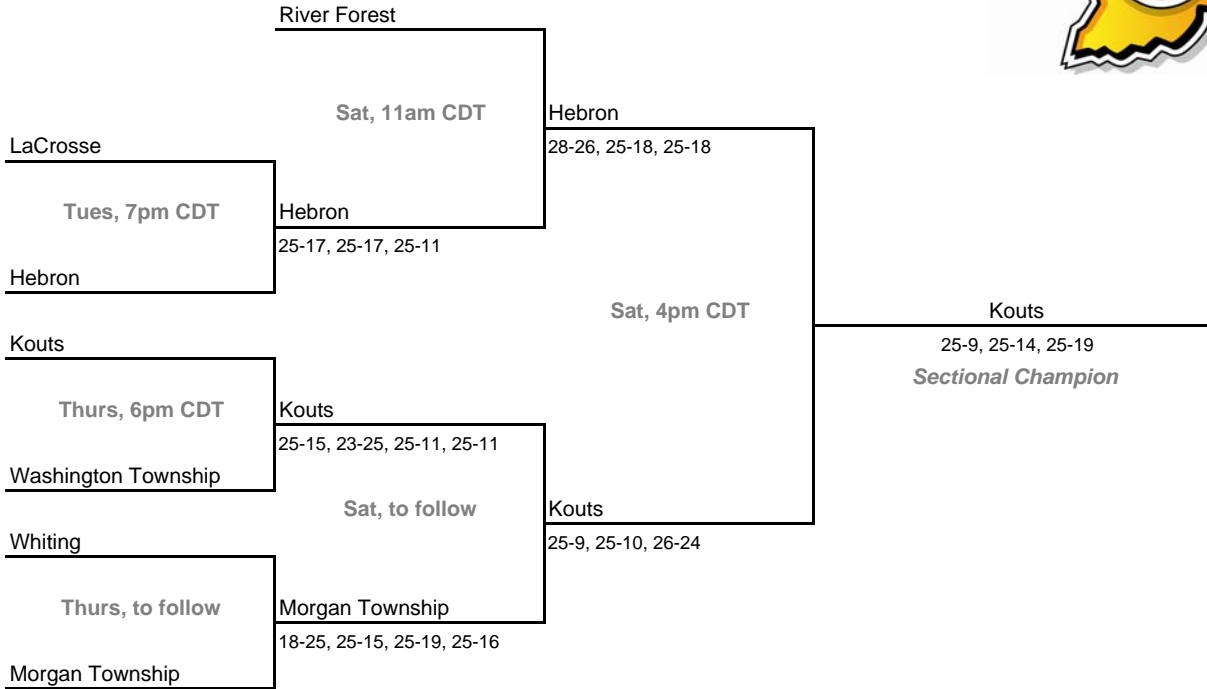 River Forest
Sat, 11am CDT
Hebron
28-26, 25-18, 25-18
LaCrosse
Tues, 7pm CDT
Hebron
25-17, 25-17, 25-11
Hebron
Sat, 4pm CDT
Kouts
25-9, 25-14, 25-19
Sectional Champion
Kouts
Thurs, 6pm CDT
Kouts
25-15, 23-25, 25-11, 25-11
Washington Township
Sat, to follow
Kouts
25-9, 25-10, 26-24
Whiting
Thurs, to follow
Morgan Township
18-25, 25-15, 25-19, 25-16
Morgan Township